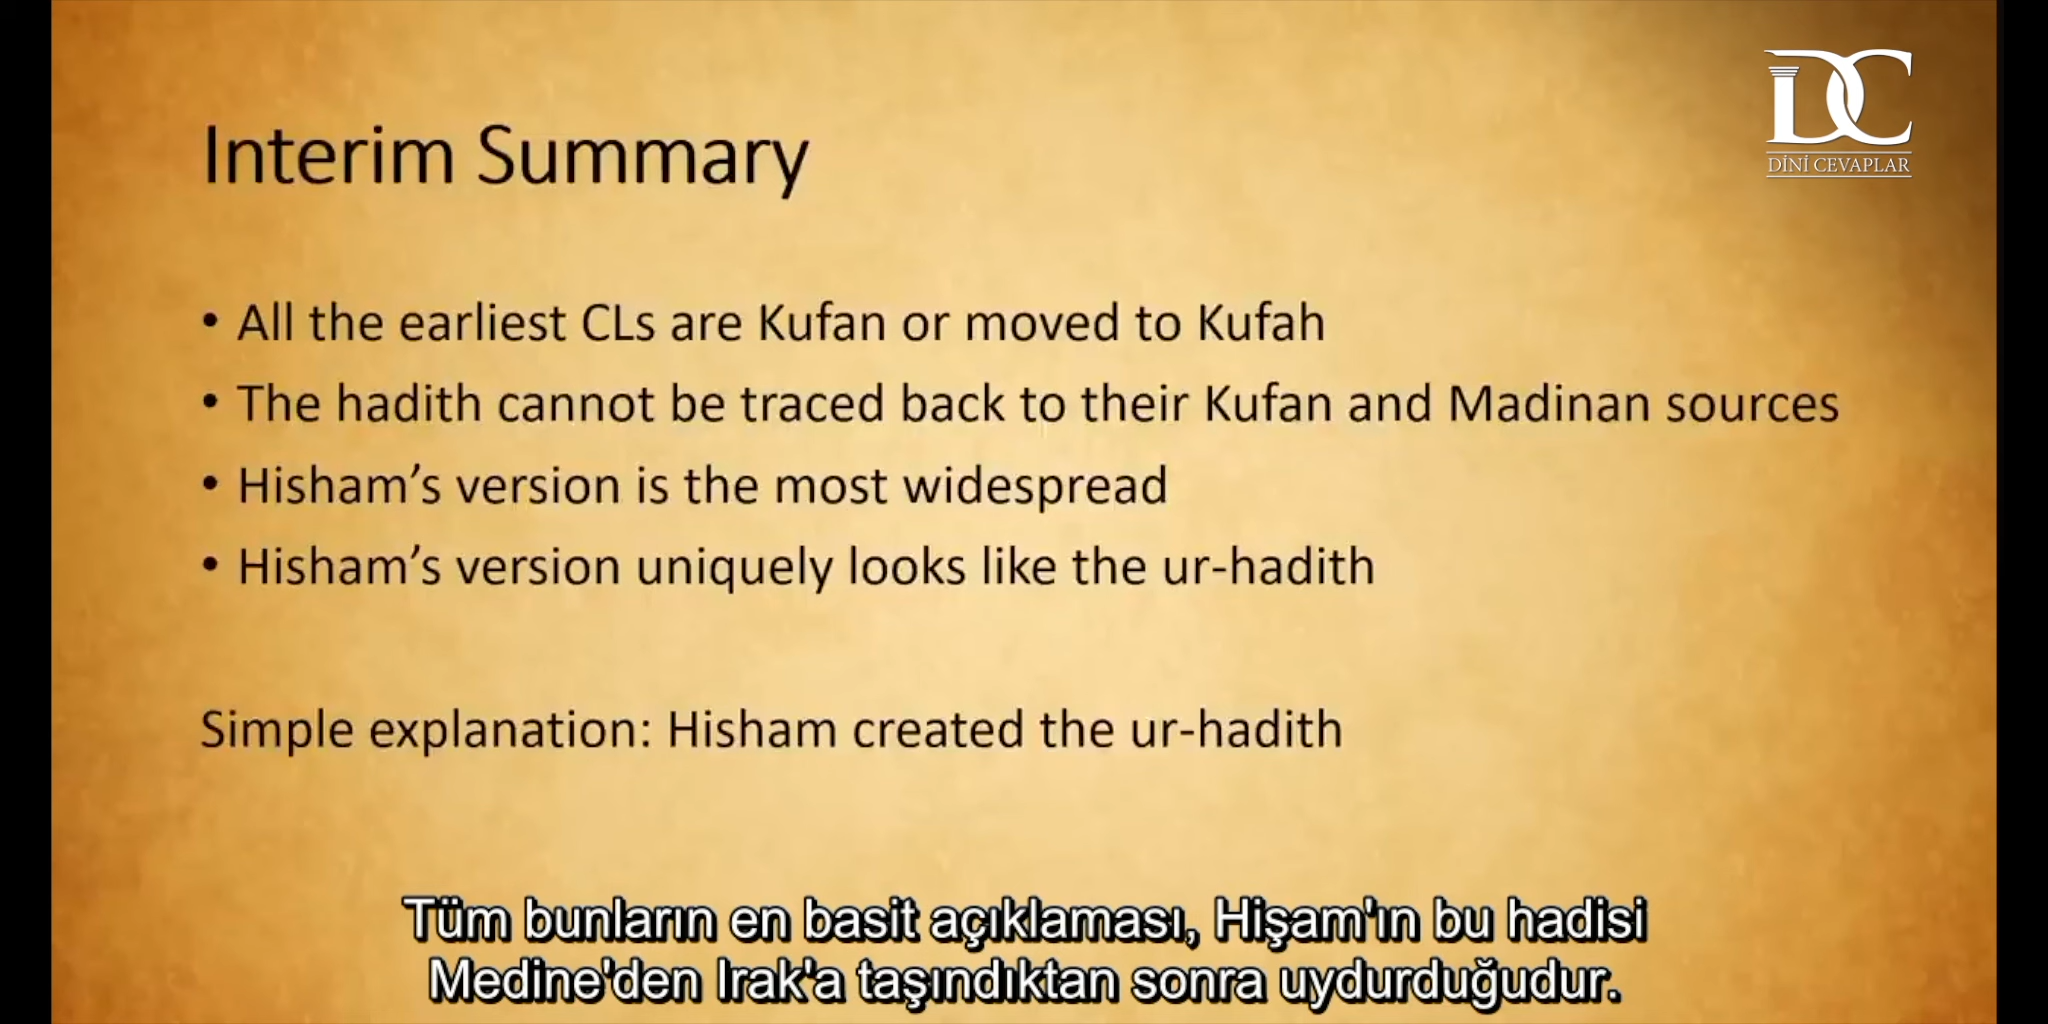 DC
DİNİ CEVAPLAR
Interim Summary
• All the earliest CLs are Kufan or moved to Kufah
• The hadith cannot be traced back to their Kufan and Madinan sources
• Hisham’s version is the most widespread
• Hisham’s version uniquely looks like the ur-hadith
Simple explanation: Hisham created the ur-hadith
Tüm bunların en basit açıklaması, Hişam'ın bu hadisi
Medine'den Irak'a taşındıktan sonra uydurduğudur.